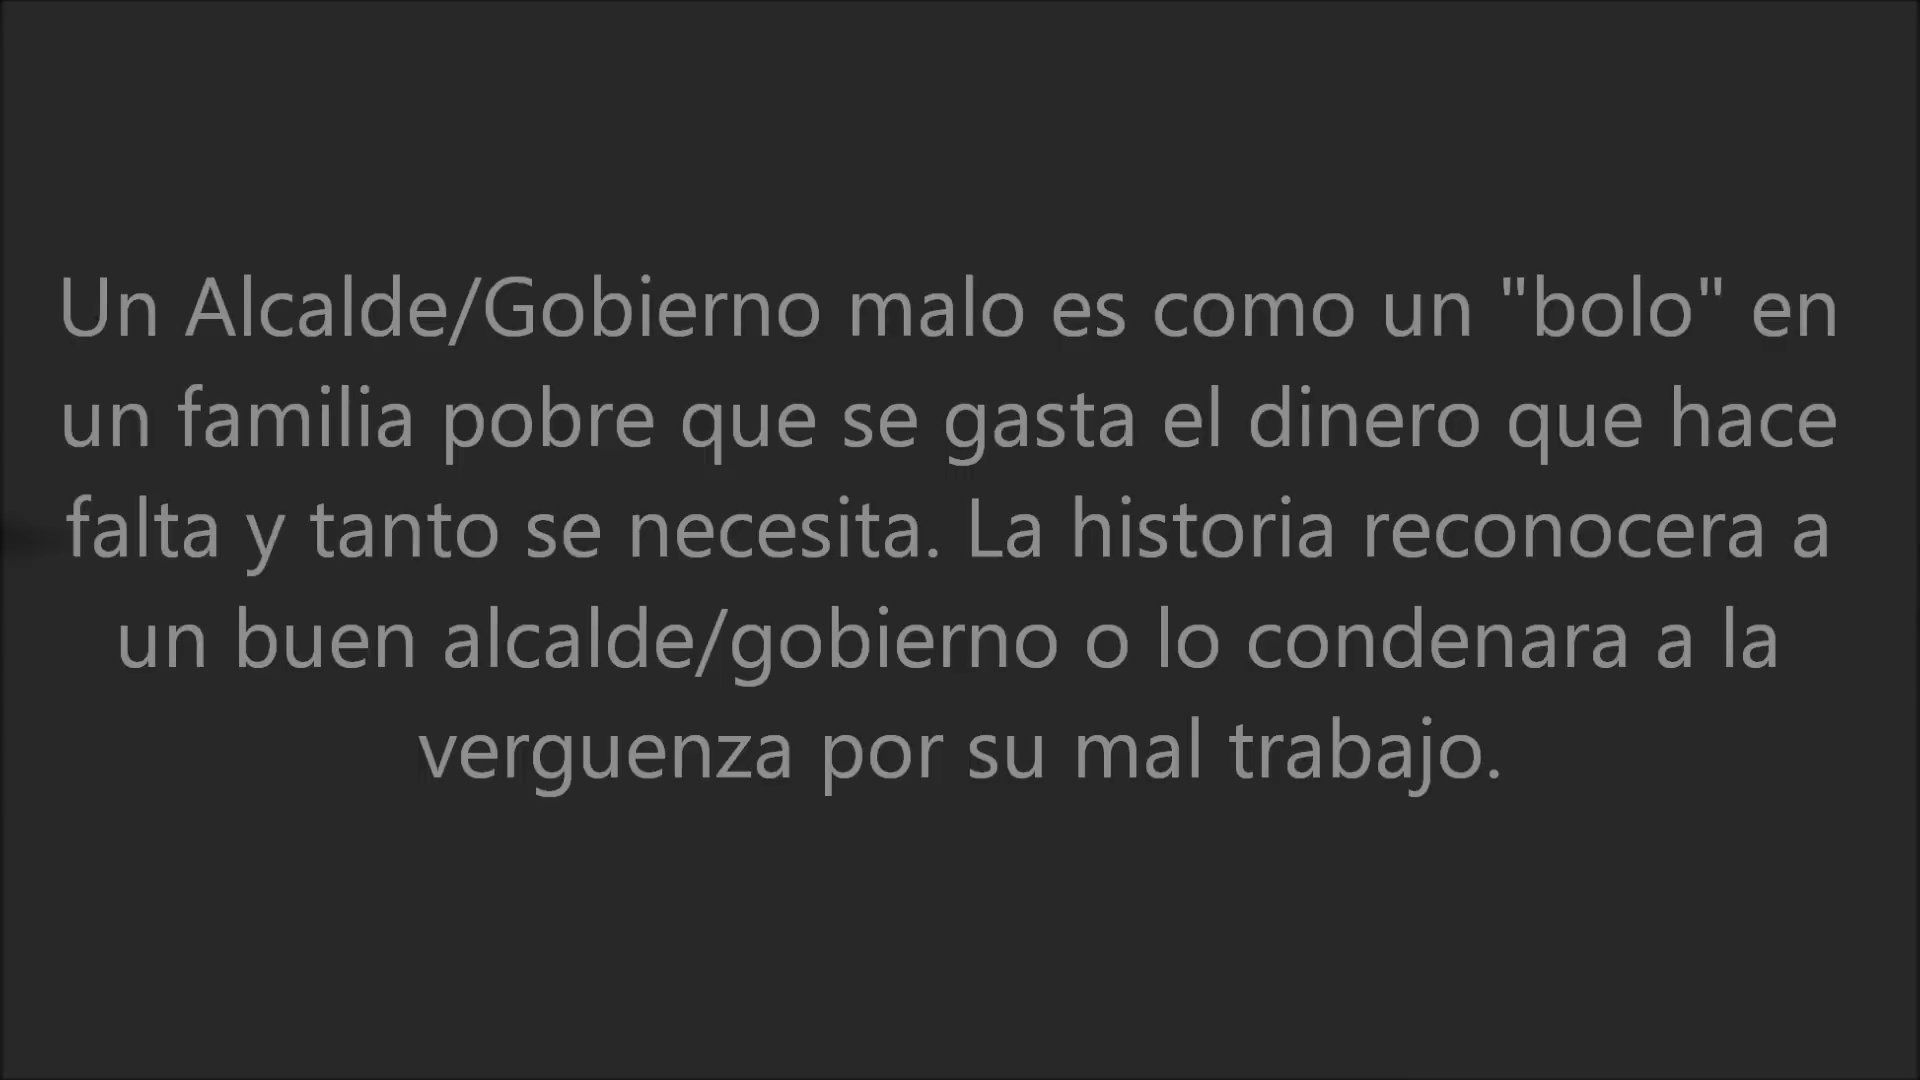 Un Alcalde/Gobierno malo es como un "bolo" en
un familia pobre que se gasta el dinero que hace
falta y tanto se necesita. La historia reconocera a
un buen alcalde/gobierno o lo condenara a la
verguenza por su mal trabajo.